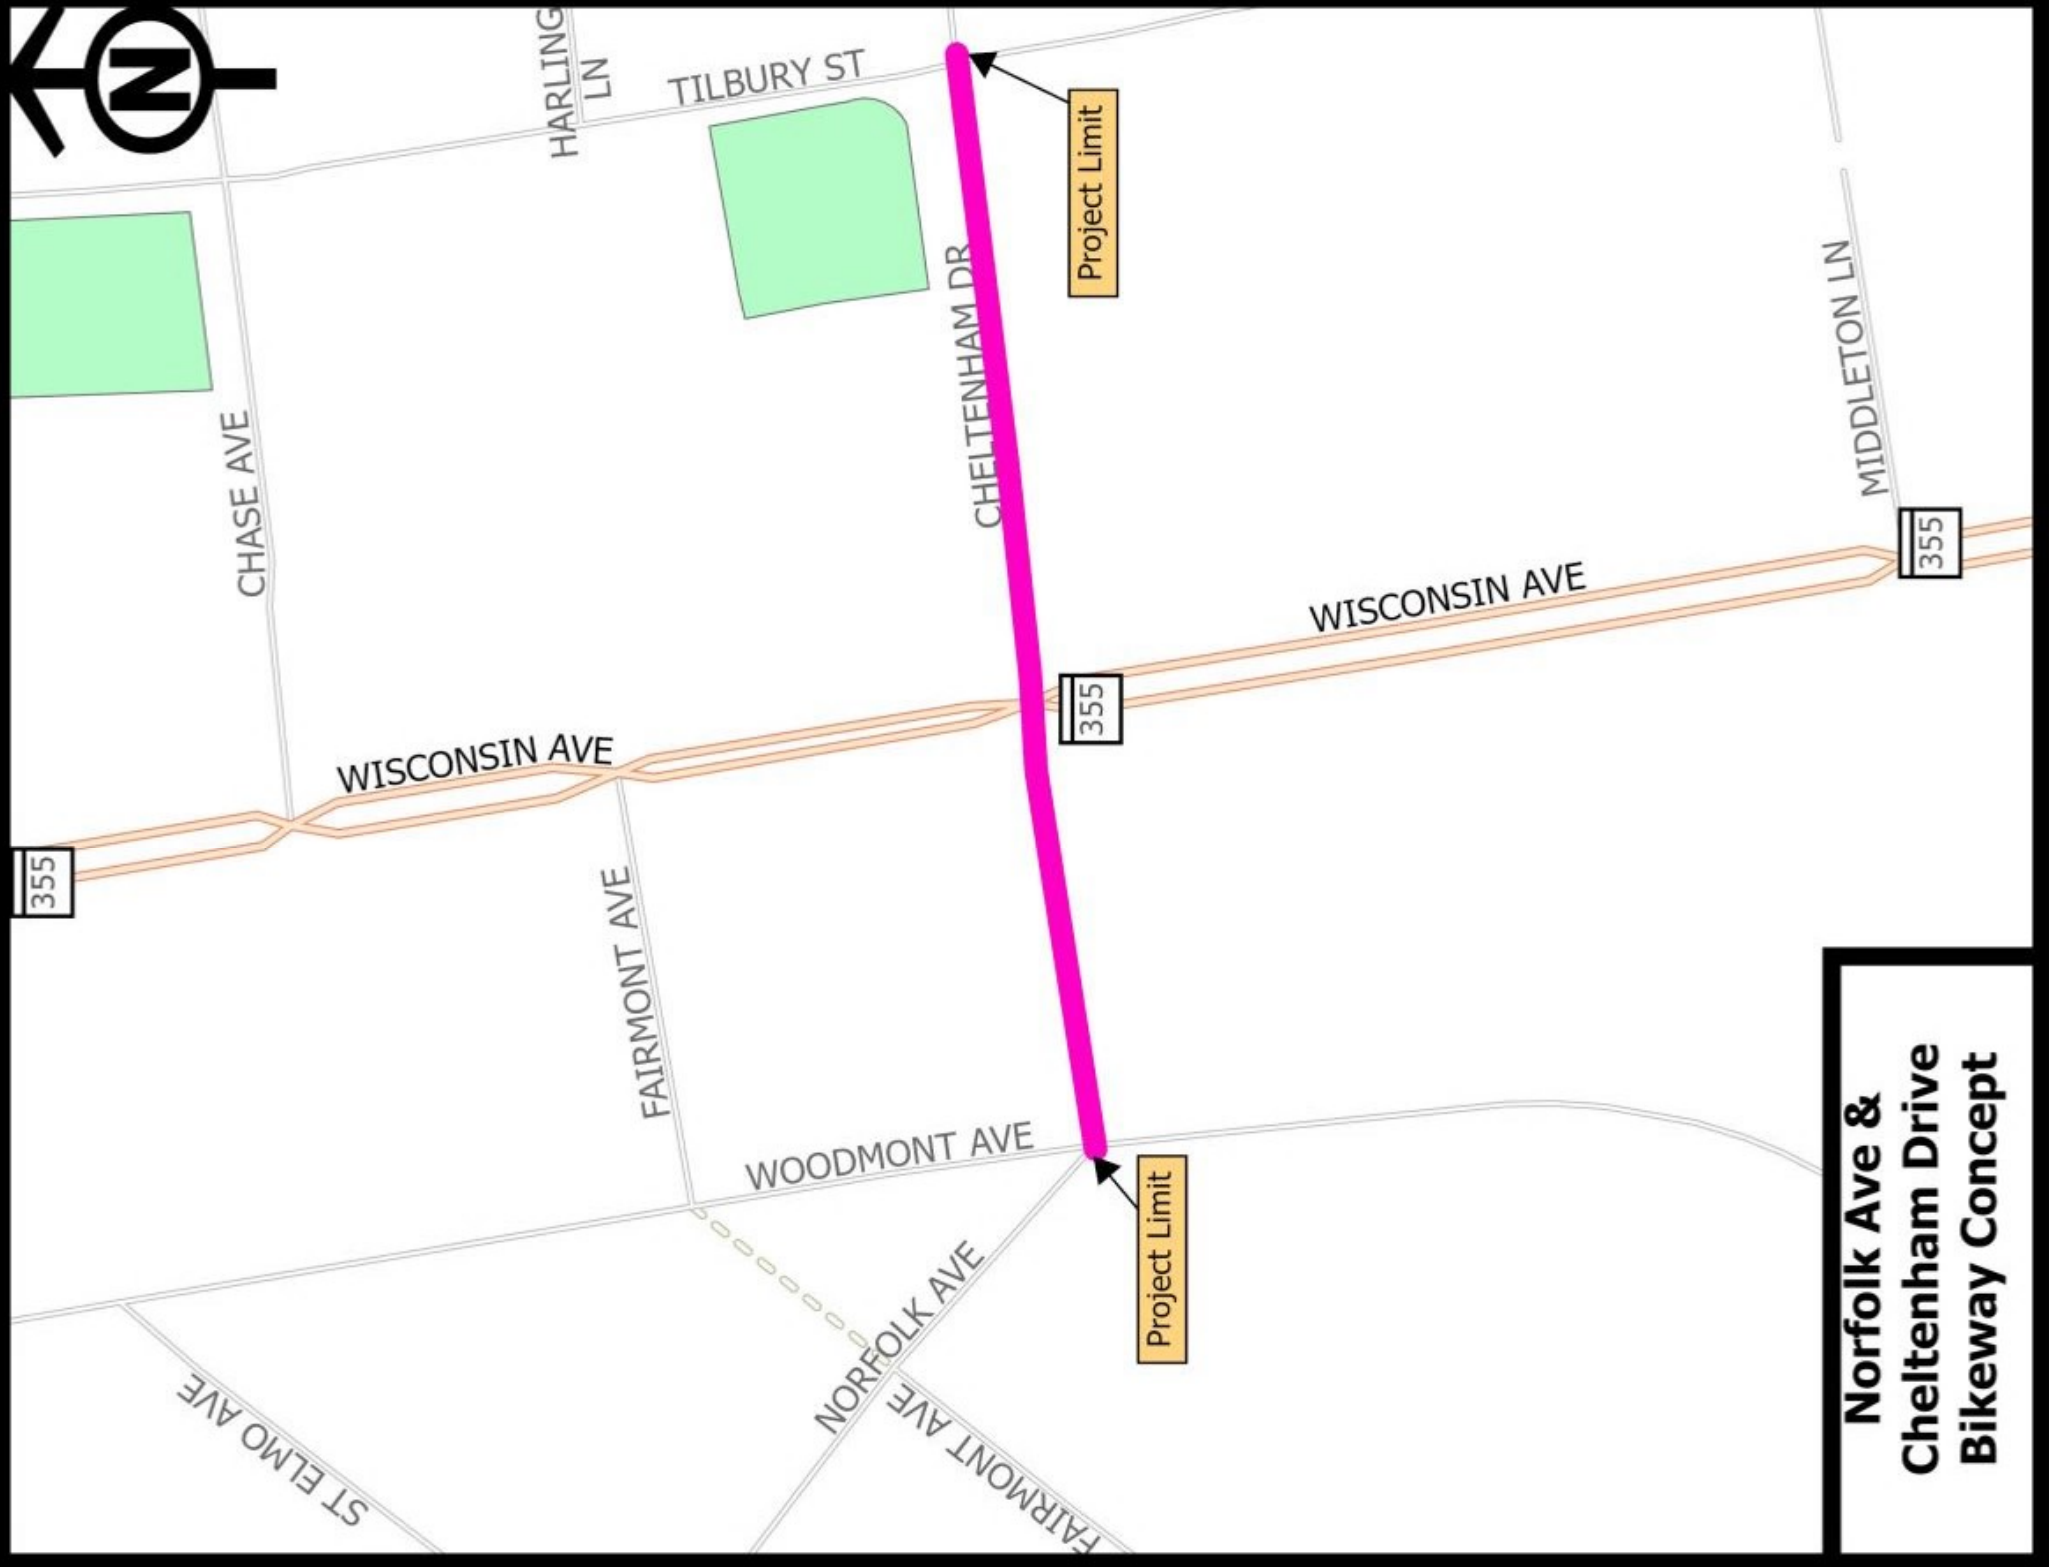 N
HARLING
LN
TILBURY ST
Project Limit
CHASE AVE
CHELTENHAM DR
MIDDLETON LN
355
WISCONSIN AVE
355
WISCONSIN AVE
355
FAIRMONT AVE
WOODMONT AVE
Project Limit
NORFOLK AVE
FAIRMONT AVE
ST ELMO AVE
Norfolk Ave &
Cheltenham Drive
Bikeway Concept